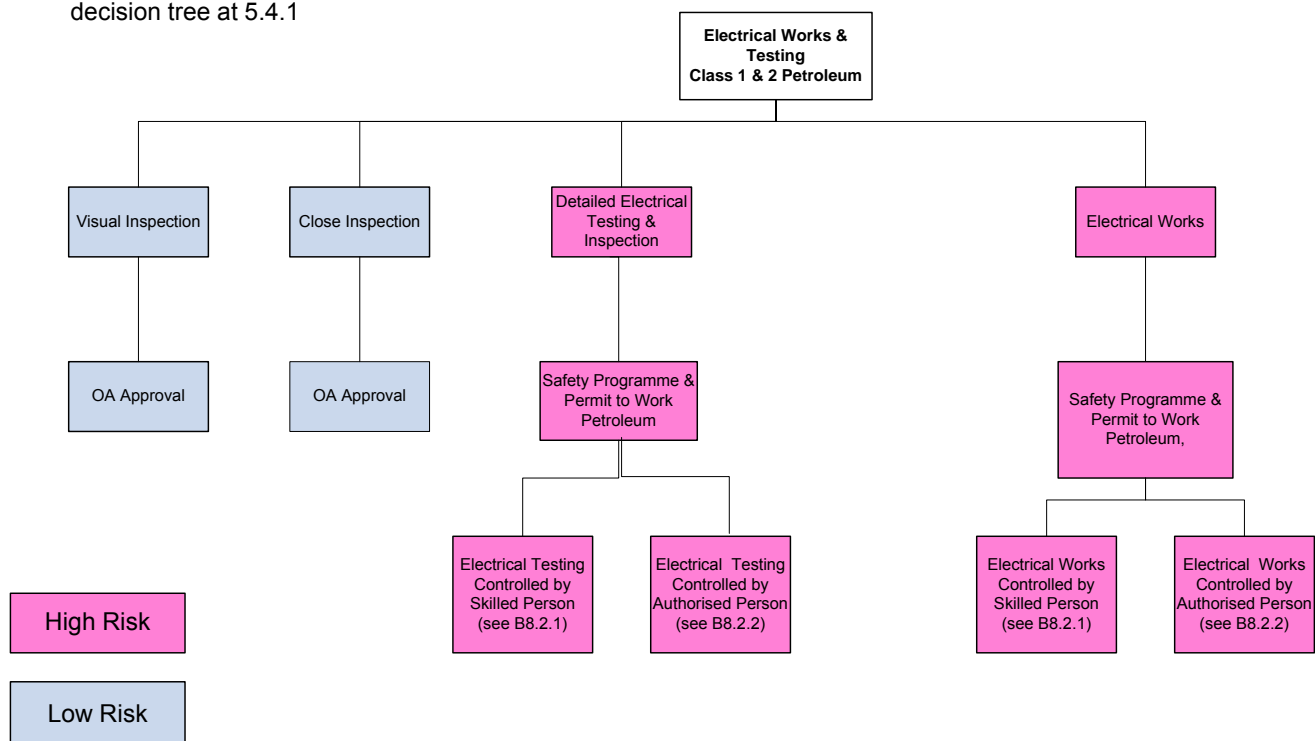 decision tree at 5.4.1
Electrical Works &
Testing
Class 1 & 2 Petroleum
Visual Inspection
Close Inspection
Detailed Electrical
Testing &
Inspection
Electrical Works
OA Approval
OA Approval
Safety Programme &
Permit to Work
Petroleum
Safety Programme &
Permit to Work
Petroleum,
Electrical Testing
Controlled by
Skilled Person
(see B8.2.1)
Electrical Testing
Controlled by
Authorised Person
(see B8.2.2)
Electrical Works
Controlled by
Skilled Person
(see B8.2.1)
Electrical Works
Controlled by
Authorised Person
(see B8.2.2)
High Risk
Low Risk